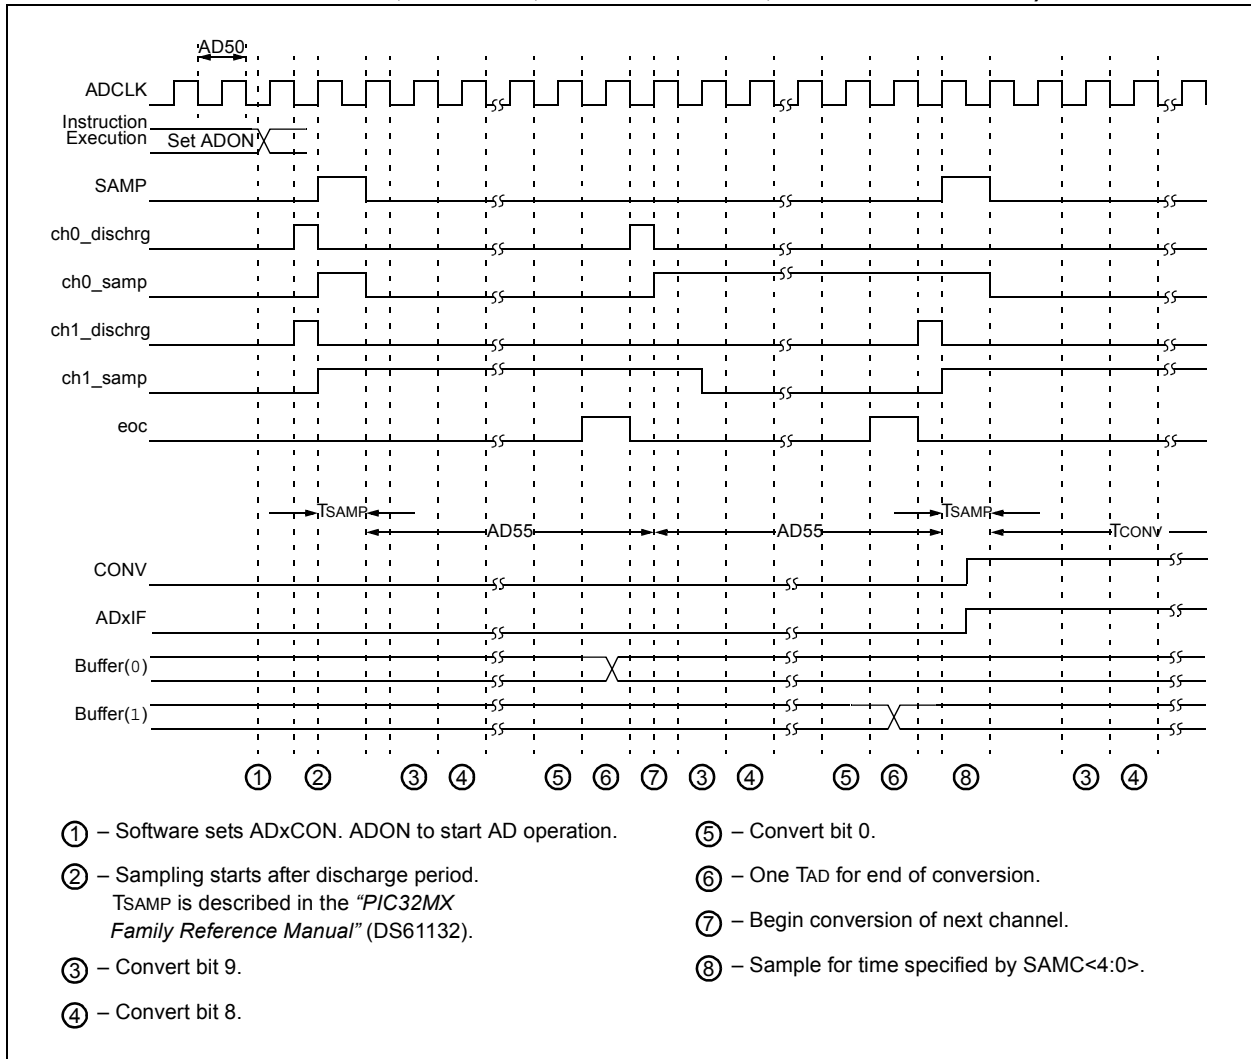 AD50
ADCLK
Instruction
Execution
Set ADON
SAMP
ch0_dischrg
ch0_samp
ch1_dischrg
ch1_samp
eoc
TSAMP
TSAMP
AD55
AD55
TCONV
CONV
ADxIF
Buffer(0)
Buffer(1)
1 2 3 4 5 6 7 3 4 5 6 8 3 4
1 – Software sets ADxCON. ADON to start AD operation.
2 – Sampling starts after discharge period.
TSAMP is described in the “PIC32MX
Family Reference Manual” (DS61132).
3 – Convert bit 9.
4 – Convert bit 8.
5 – Convert bit 0.
6 – One TAD for end of conversion.
7 – Begin conversion of next channel.
8 – Sample for time specified by SAMC<4:0>.